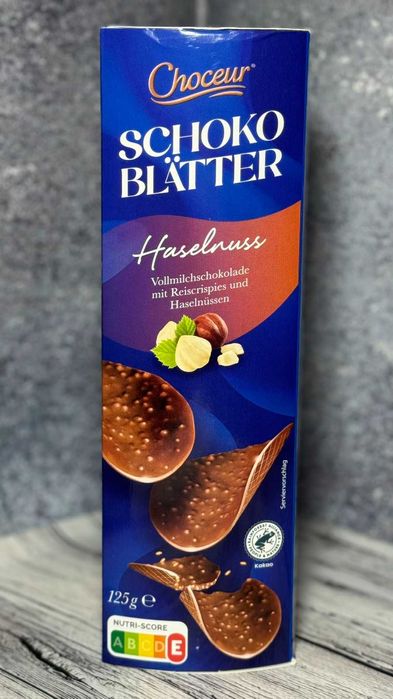 Choceur®
SCHOKO
BLÄTTER
Haselnuss
Vollmilchschokolade
mit Reiscrispies und
Haselnüssen
Serviervorschlag
Kakao
125g ℮
NUTRI-SCORE
A B C D E